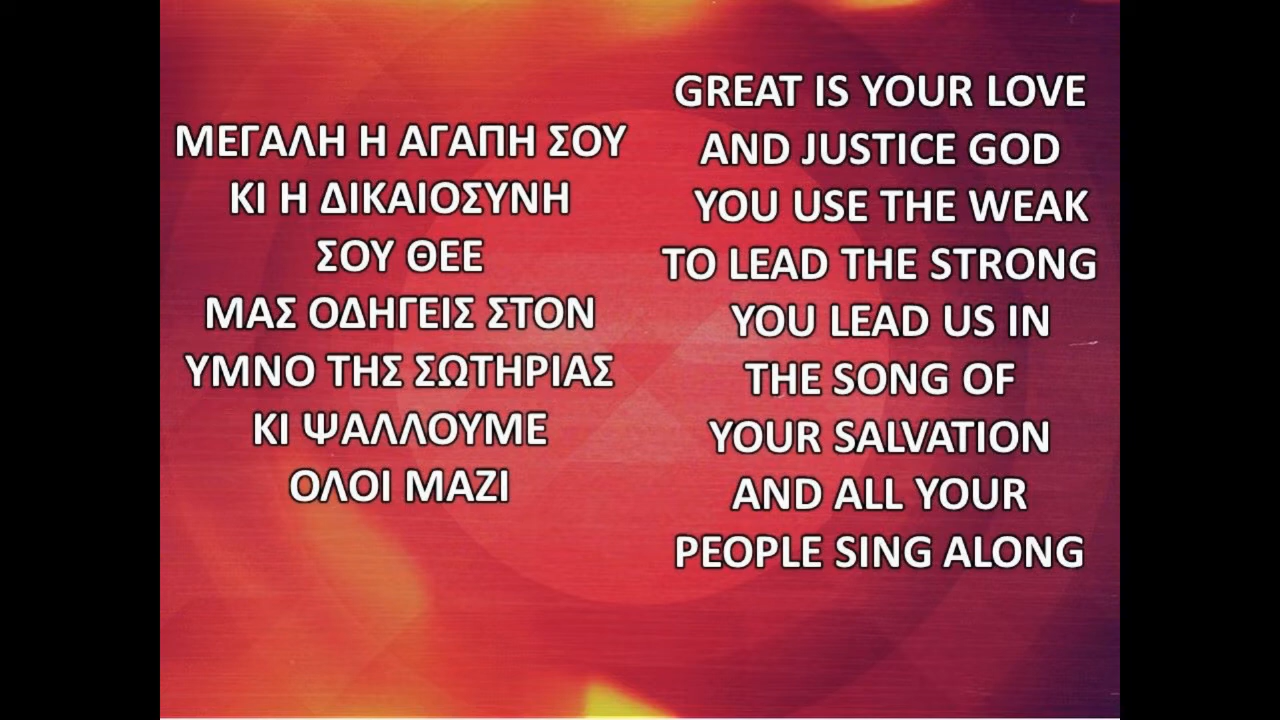 ΜΕΓΑΛΗ Η ΑΓΑΠΗ ΣΟΥ
ΚΙ Η ΔΙΚΑΙΟΣΥΝΗ
ΣΟΥ ΘΕΕ
ΜΑΣ ΟΔΗΓΕΙΣ ΣΤΟΝ
ΥΜΝΟ ΤΗΣ ΣΩΤΗΡΙΑΣ
ΚΙ ΨΑΛΛΟΥΜΕ
ΟΛΟΙ ΜΑΖΙ
GREAT IS YOUR LOVE
AND JUSTICE GOD
YOU USE THE WEAK
TO LEAD THE STRONG
YOU LEAD US IN
THE SONG OF
YOUR SALVATION
AND ALL YOUR
PEOPLE SING ALONG